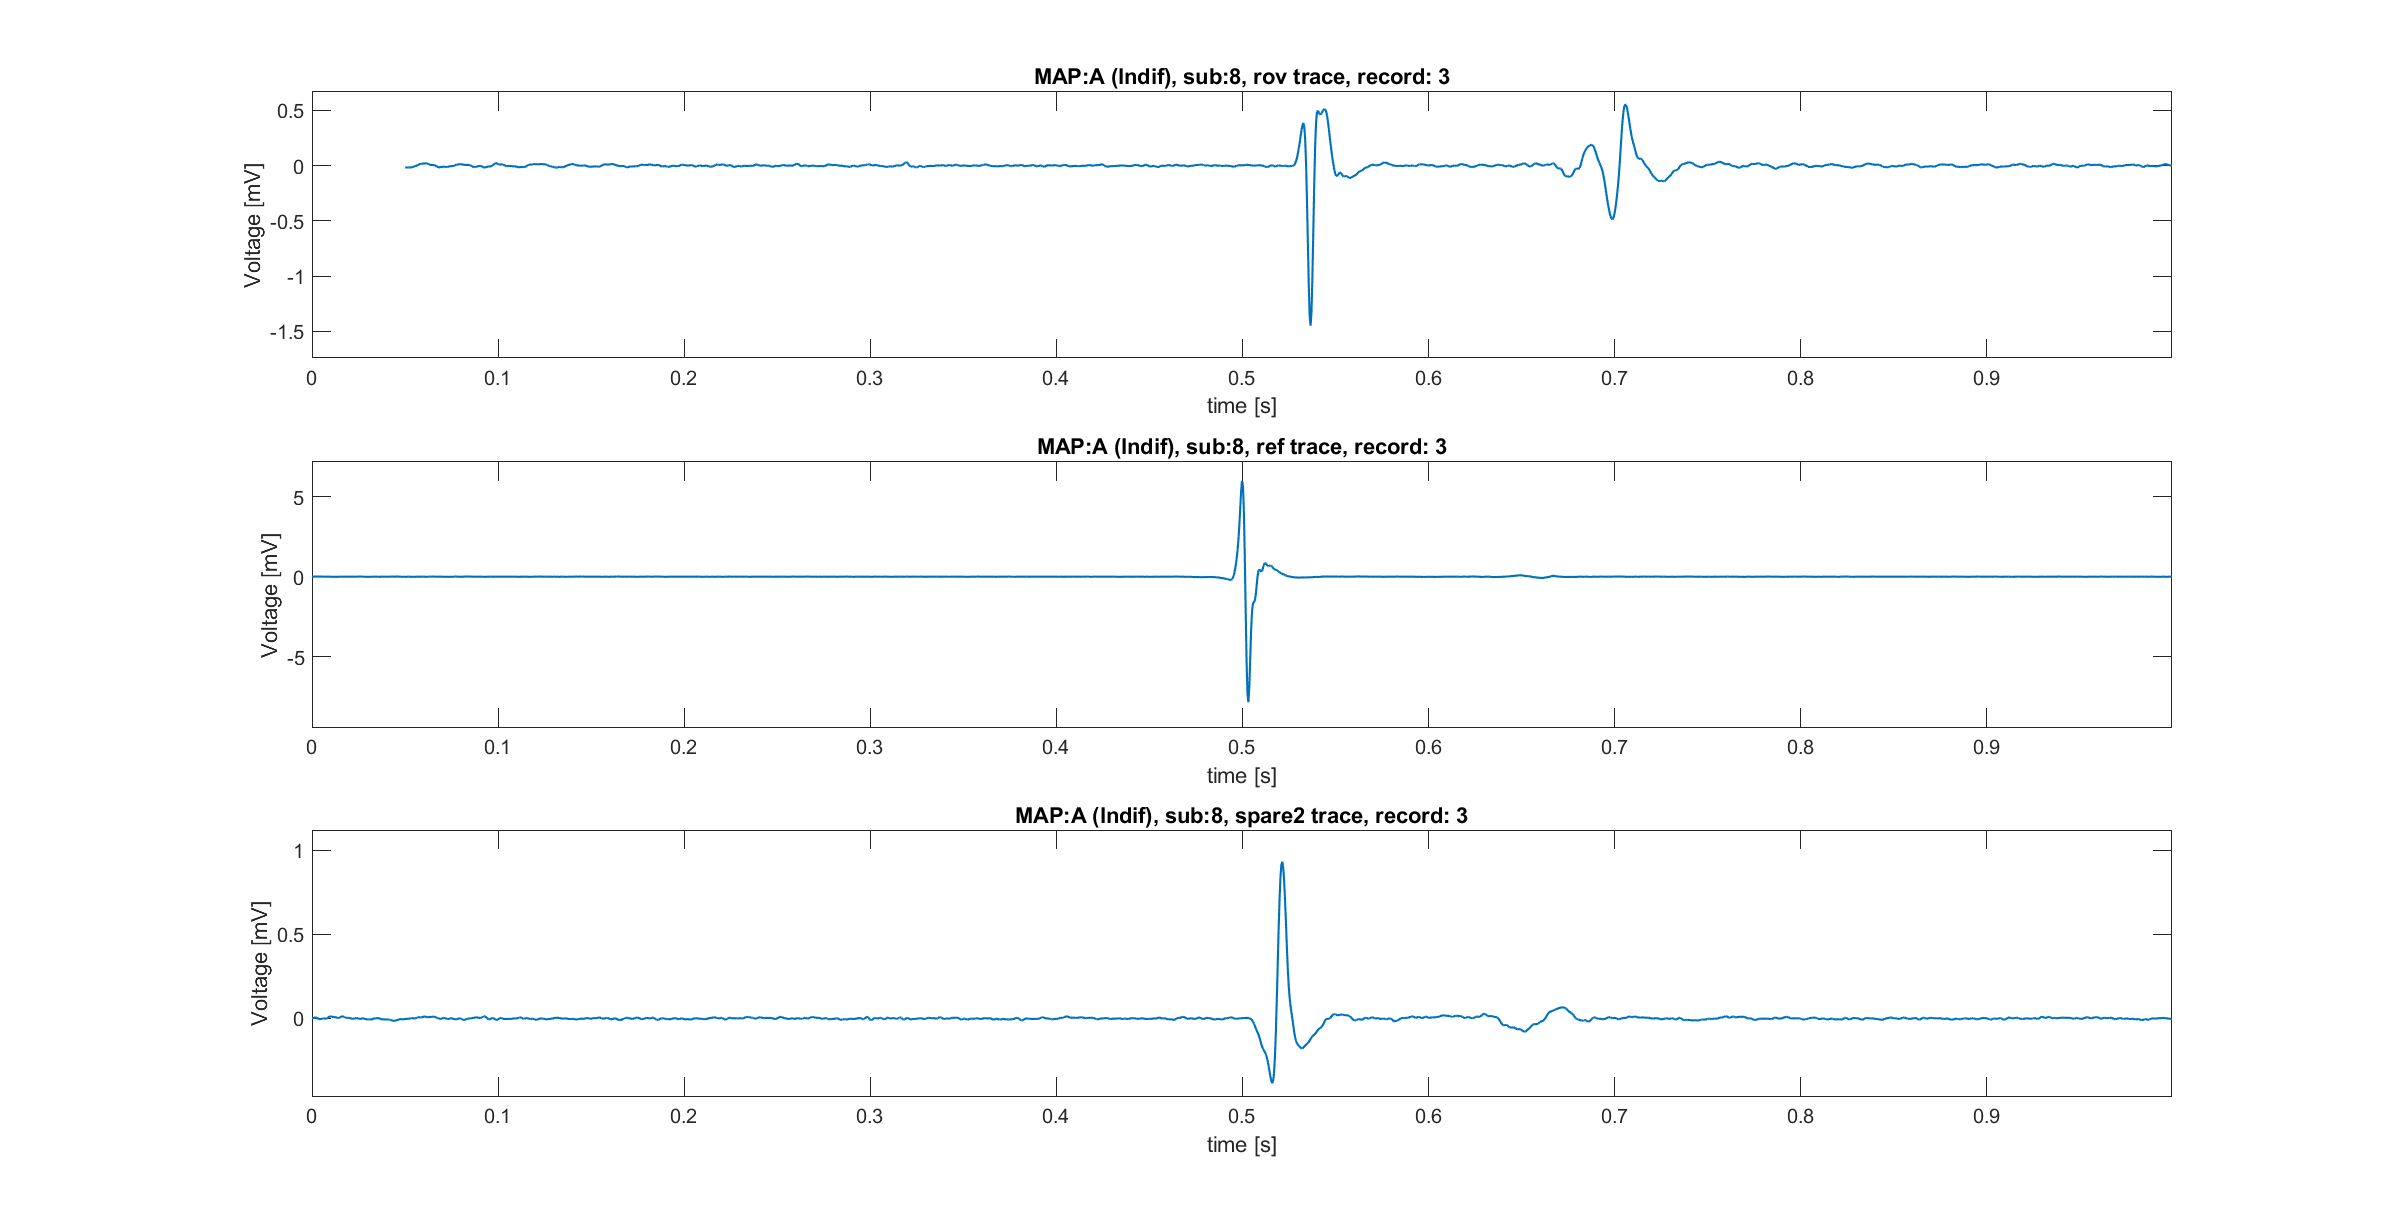 MAP:A (Indif), sub:8, rov trace, record: 3
0.5
0
-0.5
-1
-1.5
Voltage [mV]
0 0.1 0.2 0.3 0.4 0.5 0.6 0.7 0.8 0.9
time [s]
MAP:A (Indif), sub:8, ref trace, record: 3
5
0
-5
Voltage [mV]
0 0.1 0.2 0.3 0.4 0.5 0.6 0.7 0.8 0.9
time [s]
MAP:A (Indif), sub:8, spare2 trace, record: 3
1
0.5
0
Voltage [mV]
0 0.1 0.2 0.3 0.4 0.5 0.6 0.7 0.8 0.9
time [s]